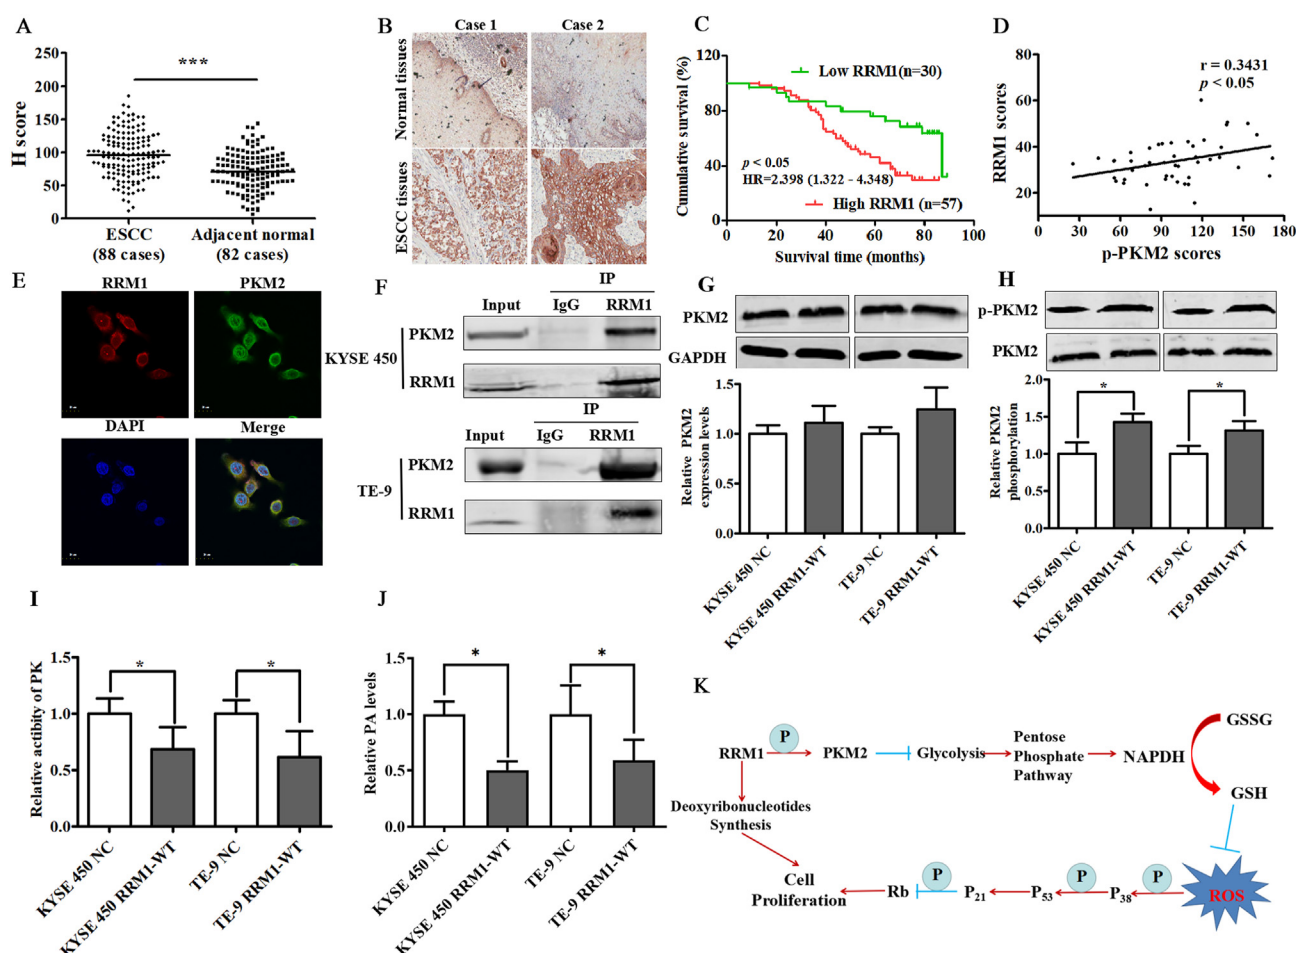 A
H score
250
200
150
100
50
0
***
ESCC
(88 cases)
Adjacent normal
(82 cases)
B
Case 1
Case 2
Normal tissues
ESCC tissues
C
Cumulative survival (%)
120
80
40
0
Low RRM1(n=30)
p < 0.05
HR=2.398 (1.322 - 4.348)
High RRM1 (n=57)
0 20 40 60 80 100
Survival time (months)
D
RRM1 scores
80
60
40
20
r = 0.3431
p < 0.05
0 30 60 90 120 150 180
p-PKM2 scores
E
RRM1
PKM2
DAPI
Merge
F
IP
Input IgG RRM1
KYSE 450
PKM2
RRM1
IP
Input IgG RRM1
TE-9
PKM2
RRM1
G
PKM2
GAPDH
Relative PKM2
expression levels
1.5
1.0
0.5
0.0
KYSE 450 NC
KYSE 450 RRM1-WT
TE-9 NC
TE-9 RRM1-WT
H
p-PKM2
PKM2
Relative PKM2
phosphorylation
2.0
1.5
1.0
0.5
0.0
*
*
KYSE 450 NC
KYSE 450 RRM1-WT
TE-9 NC
TE-9 RRM1-WT
I
Relative actibity of PK
1.5
1.0
0.5
0.0
*
*
KYSE 450 NC
KYSE 450 RRM1-WT
TE-9 NC
TE-9 RRM1-WT
J
Relative PA levels
1.5
1.0
0.5
0.0
*
*
KYSE 450 NC
KYSE 450 RRM1-WT
TE-9 NC
TE-9 RRM1-WT
K
RRM1
P
PKM2
Glycolysis
Pentose
Phosphate
Pathway
NAPDH
GSSG
GSH
Deoxyribonucleotides
Synthesis
Cell
Proliferation
Rb
P
P21
P53
P
P38
P
ROS